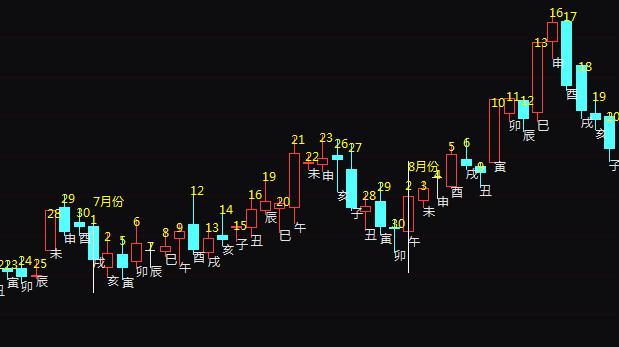 16 17
13 18
10 11 12 19 20
申
酉
卯 辰 巳 戌 亥
21 22 23 26 27 5 6 9
子
8月份
未 申 寅
12 19 28 29 2 3 4 戌 丑
亥 酉
28 29 7月份 16 20 申
30 1 6 14 子 未
2 5 7 8 9 13 15 辰 午 30
申 酉 巳 丑 寅 午
22 23 24 25 未 子 丑
戌 卯 辰 巳 午 酉 戌 亥 卯
丑 寅 卯 辰 亥 寅